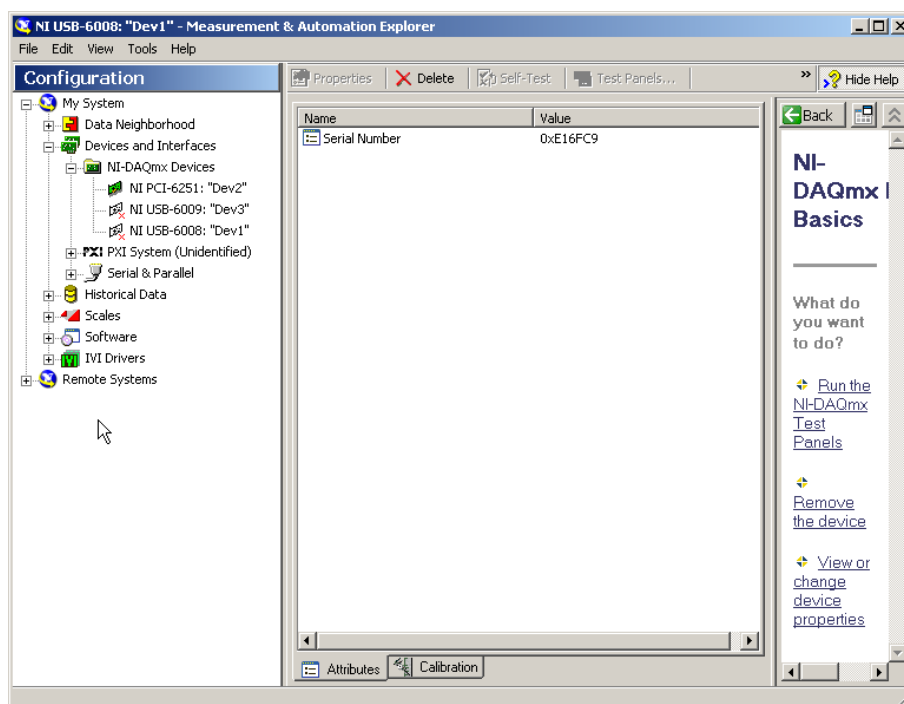 NI USB-6008: "Dev1" - Measurement & Automation Explorer
File Edit View Tools Help
Configuration
Properties Delete Self-Test Test Panels... » Hide Help
My System
Data Neighborhood
Devices and Interfaces
NI-DAQmx Devices
NI PCI-6251: "Dev2"
NI USB-6009: "Dev3"
NI USB-6008: "Dev1"
PXI PXI System (Unidentified)
Serial & Parallel
Historical Data
Scales
Software
IVI IVI Drivers
Remote Systems
Name Value
Serial Number 0xE16FC9
Attributes Calibration
Back
NI-
DAQmx
Basics
What do
you want
to do?
Run the
NI-DAQmx
Test
Panels
Remove
the device
View or
change
device
properties